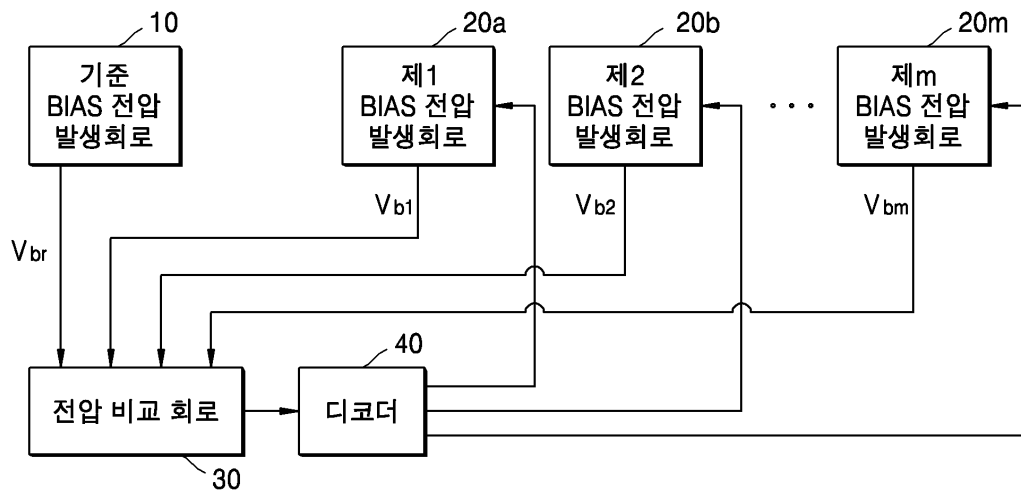 10
기준
BIAS 전압
발생회로
20a
제1
BIAS 전압
발생회로
20b
제2
BIAS 전압
발생회로
20m
제m
BIAS 전압
발생회로
Vbr
Vb1
Vb2
Vbm
전압 비교 회로
30
40
디코더